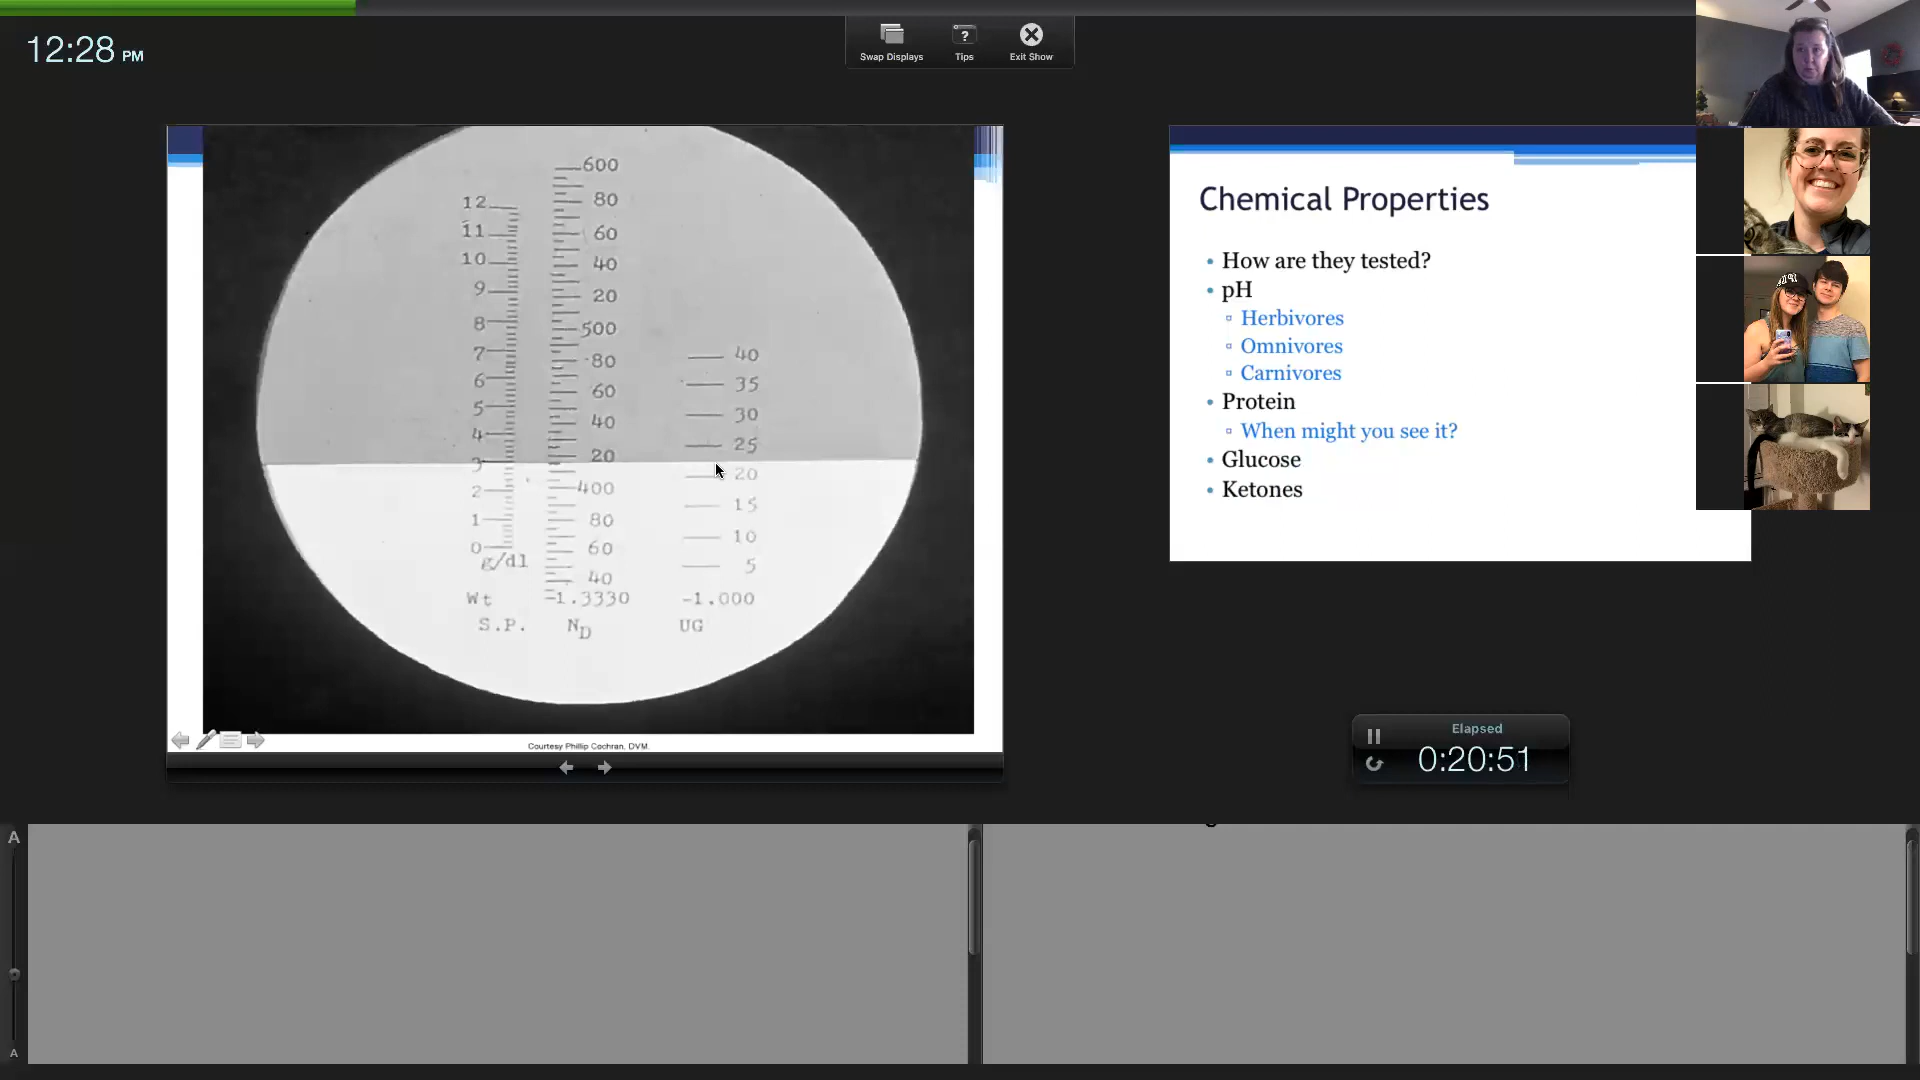 12:28 PM
Swap Displays
Tips
Exit Show
600
12
80
11
60
10
40
9
20
8
500
7
80
40
6
60
35
5
40
30
4
20
25
3
20
2
400
15
1
80
10
0
60
5
g/dl
40
Wt
-1.3330
-1.000
S.P.
ND
UG
Courtesy Phillip Cochran, DVM.
Chemical Properties
• How are they tested?
• pH
▫ Herbivores
▫ Omnivores
▫ Carnivores
• Protein
▫ When might you see it?
• Glucose
• Ketones
Elapsed
0:20:51
A
A